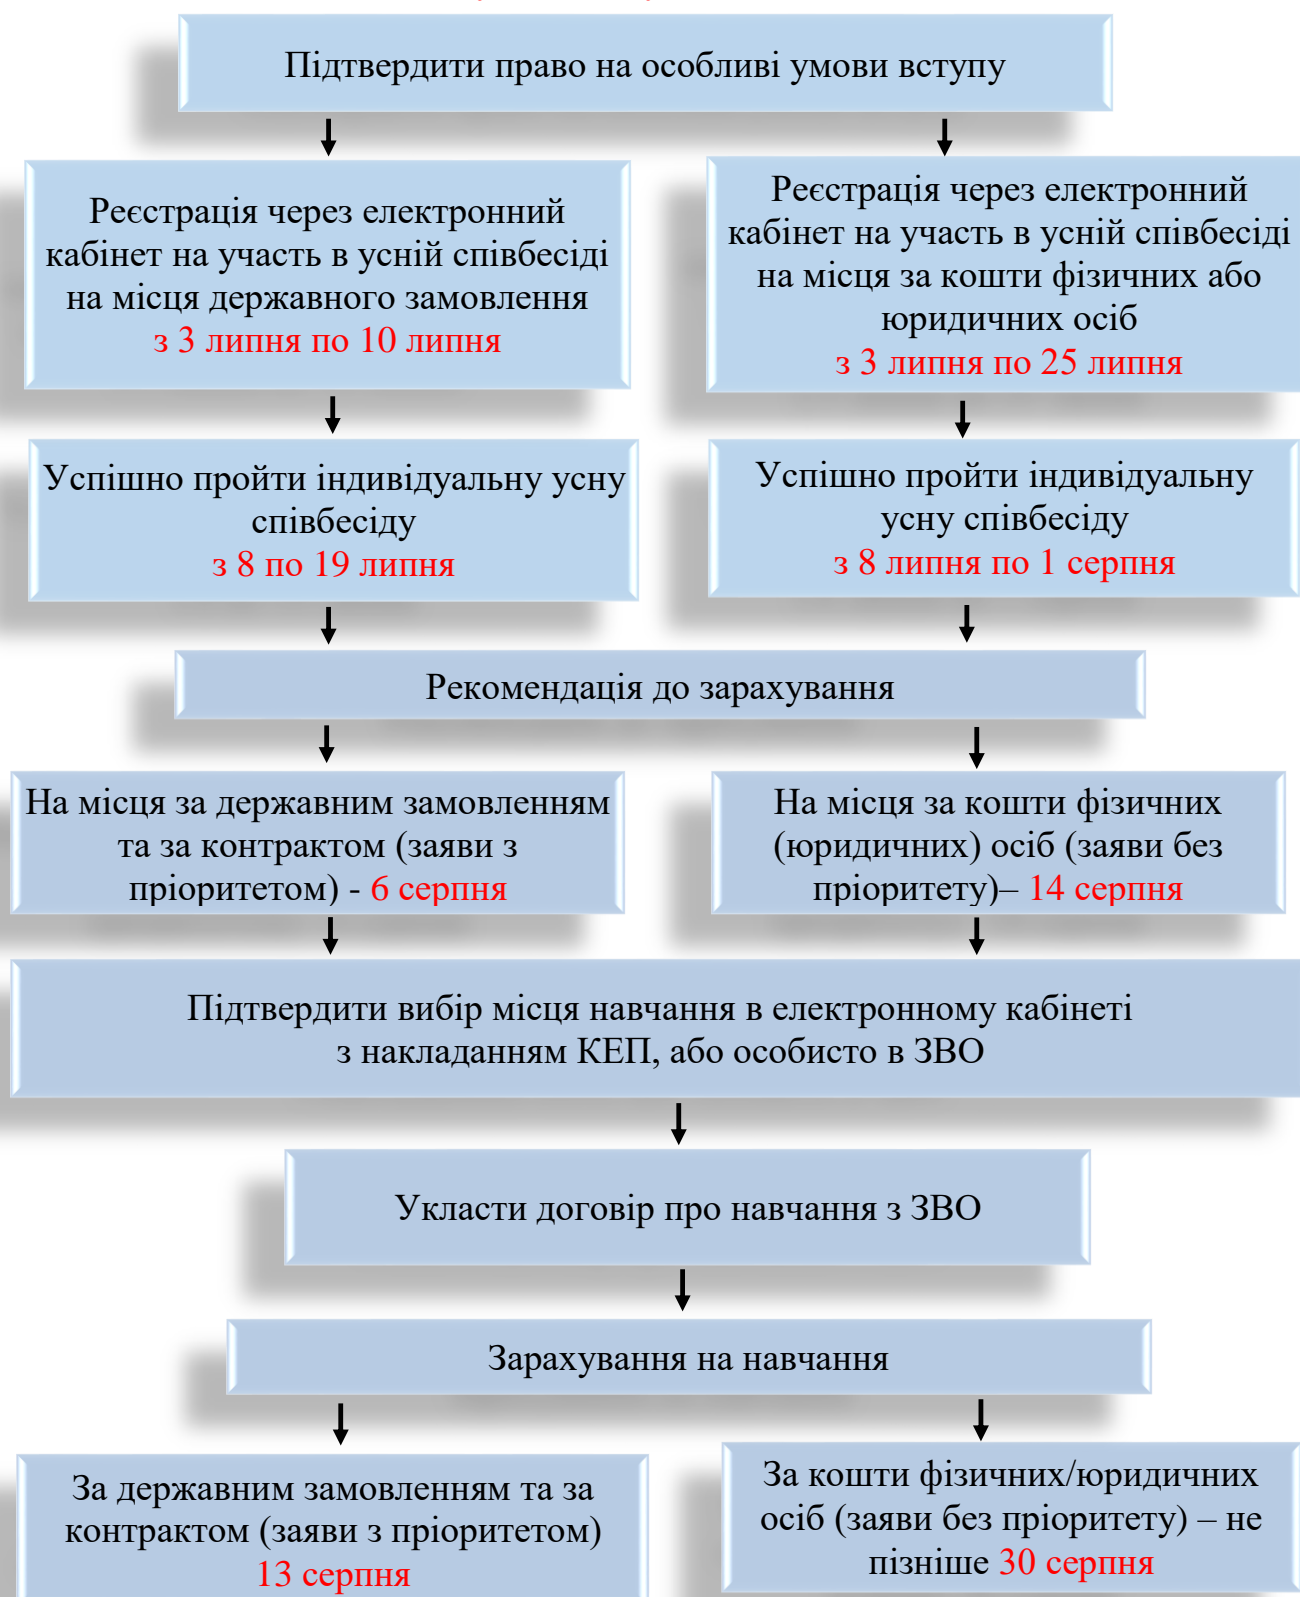 Підтвердити право на особливі умови вступу
Реєстрація через електронний
кабінет на участь в усній співбесіді
на місця державного замовлення
з 3 липня по 10 липня
Реєстрація через електронний
кабінет на участь в усній співбесіді
на місця за кошти фізичних або
юридичних осіб
з 3 липня по 25 липня
Успішно пройти індивідуальну усну
співбесіду
з 8 по 19 липня
Успішно пройти індивідуальну
усну співбесіду
з 8 липня по 1 серпня
Рекомендація до зарахування
На місця за державним замовленням
та за контрактом (заяви з
пріоритетом) - 6 серпня
На місця за кошти фізичних
(юридичних) осіб (заяви без
пріоритету)– 14 серпня
Підтвердити вибір місця навчання в електронному кабінеті
з накладанням КЕП, або особисто в ЗВО
Укласти договір про навчання з ЗВО
Зарахування на навчання
За державним замовленням та за
контрактом (заяви з пріоритетом)
13 серпня
За кошти фізичних/юридичних
осіб (заяви без пріоритету) – не
пізніше 30 серпня